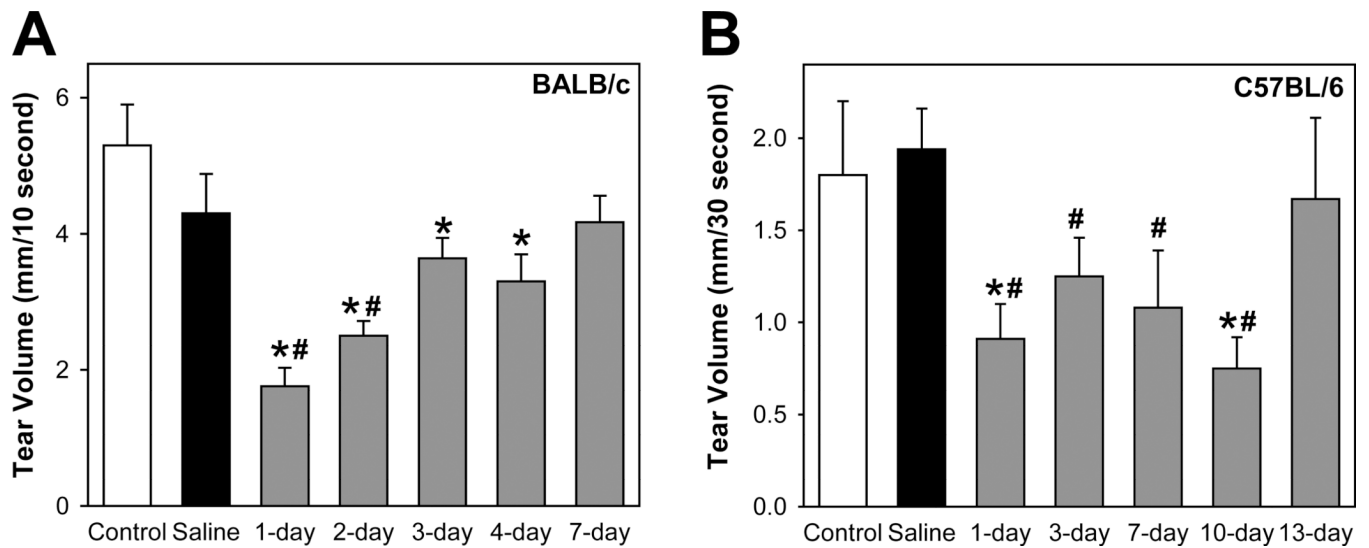 A
BALB/c
Tear Volume (mm/10 second)
6
4
2
0
*#
*#
*
*
Control Saline 1-day 2-day 3-day 4-day 7-day
B
C57BL/6
Tear Volume (mm/30 second)
2.0
1.5
1.0
0.5
0.0
*#
#
#
*#
Control Saline 1-day 3-day 7-day 10-day 13-day